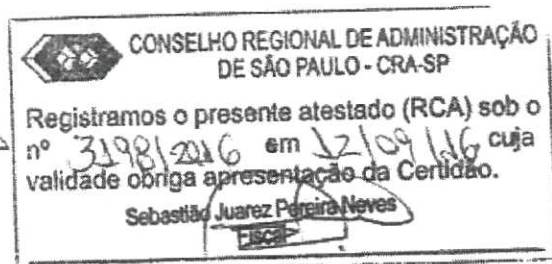 CONSELHO REGIONAL DE ADMINISTRAÇÃO
DE SÃO PAULO - CRA-SP
Registramos o presente atestado (RCA) sob o
nº 3198/2016 em 12/09/16 cuja
validade obriga apresentação da Certidão.
Sebastião Juarez Pereira Neves
Fiscal